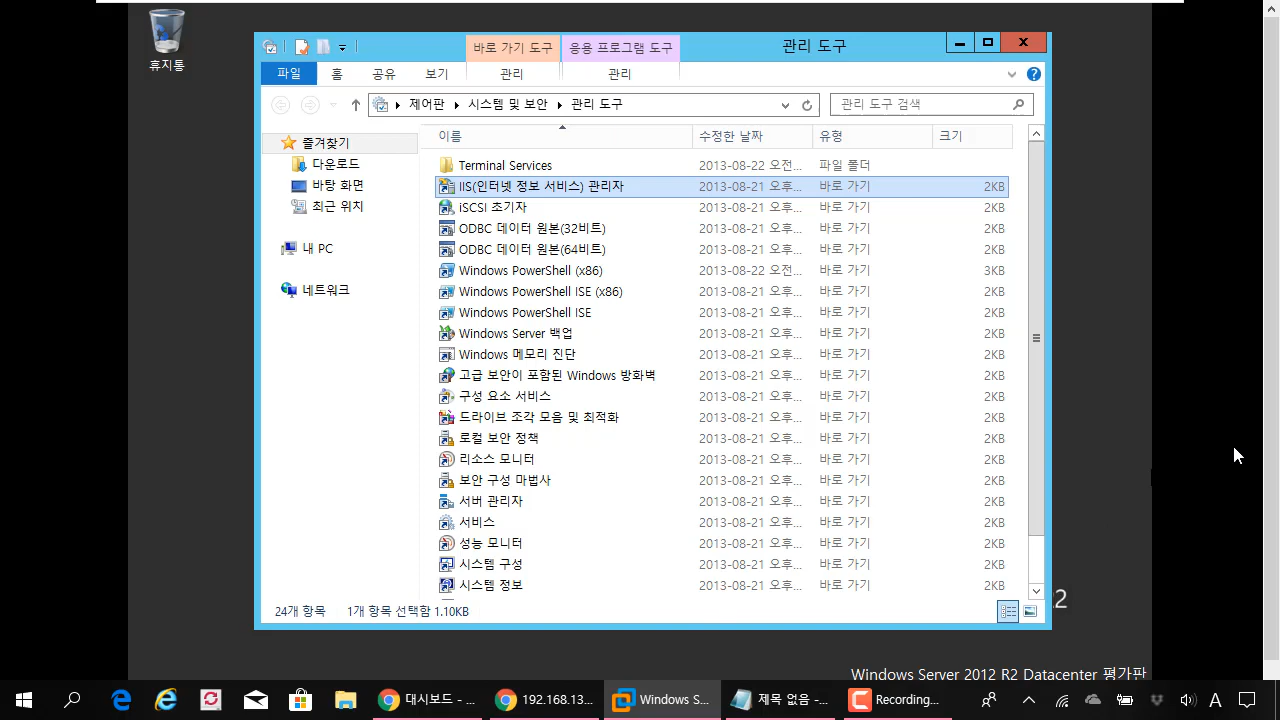 휴지통
바로 가기 도구
응용 프로그램 도구
관리 도구
파일
홈
공유
보기
관리
관리
제어판
시스템 및 보안
관리 도구
관리 도구 검색
즐겨찾기
다운로드
바탕 화면
최근 위치
내 PC
네트워크
이름 수정한 날짜 유형 크기
Terminal Services 2013-08-22 오전... 파일 폴더
IIS(인터넷 정보 서비스) 관리자 2013-08-21 오후... 바로 가기 2KB
iSCSI 초기자 2013-08-21 오후... 바로 가기 2KB
ODBC 데이터 원본(32비트) 2013-08-21 오후... 바로 가기 2KB
ODBC 데이터 원본(64비트) 2013-08-21 오후... 바로 가기 2KB
Windows PowerShell (x86) 2013-08-22 오전... 바로 가기 3KB
Windows PowerShell ISE (x86) 2013-08-21 오후... 바로 가기 2KB
Windows PowerShell ISE 2013-08-21 오후... 바로 가기 2KB
Windows Server 백업 2013-08-21 오후... 바로 가기 2KB
Windows 메모리 진단 2013-08-21 오후... 바로 가기 2KB
고급 보안이 포함된 Windows 방화벽 2013-08-21 오후... 바로 가기 2KB
구성 요소 서비스 2013-08-21 오후... 바로 가기 2KB
드라이브 조각 모음 및 최적화 2013-08-21 오후... 바로 가기 2KB
로컬 보안 정책 2013-08-21 오후... 바로 가기 2KB
리소스 모니터 2013-08-21 오후... 바로 가기 2KB
보안 구성 마법사 2013-08-21 오후... 바로 가기 2KB
서버 관리자 2013-08-21 오후... 바로 가기 2KB
서비스 2013-08-21 오후... 바로 가기 2KB
성능 모니터 2013-08-21 오후... 바로 가기 2KB
시스템 구성 2013-08-21 오후... 바로 가기 2KB
시스템 정보 2013-08-21 오후... 바로 가기 2KB
24개 항목 1개 항목 선택함 1.10KB
22
Windows Server 2012 R2 Datacenter 평가판
대시보드 - ...
192.168.13...
Windows S...
제목 없음 -...
Recording...
A